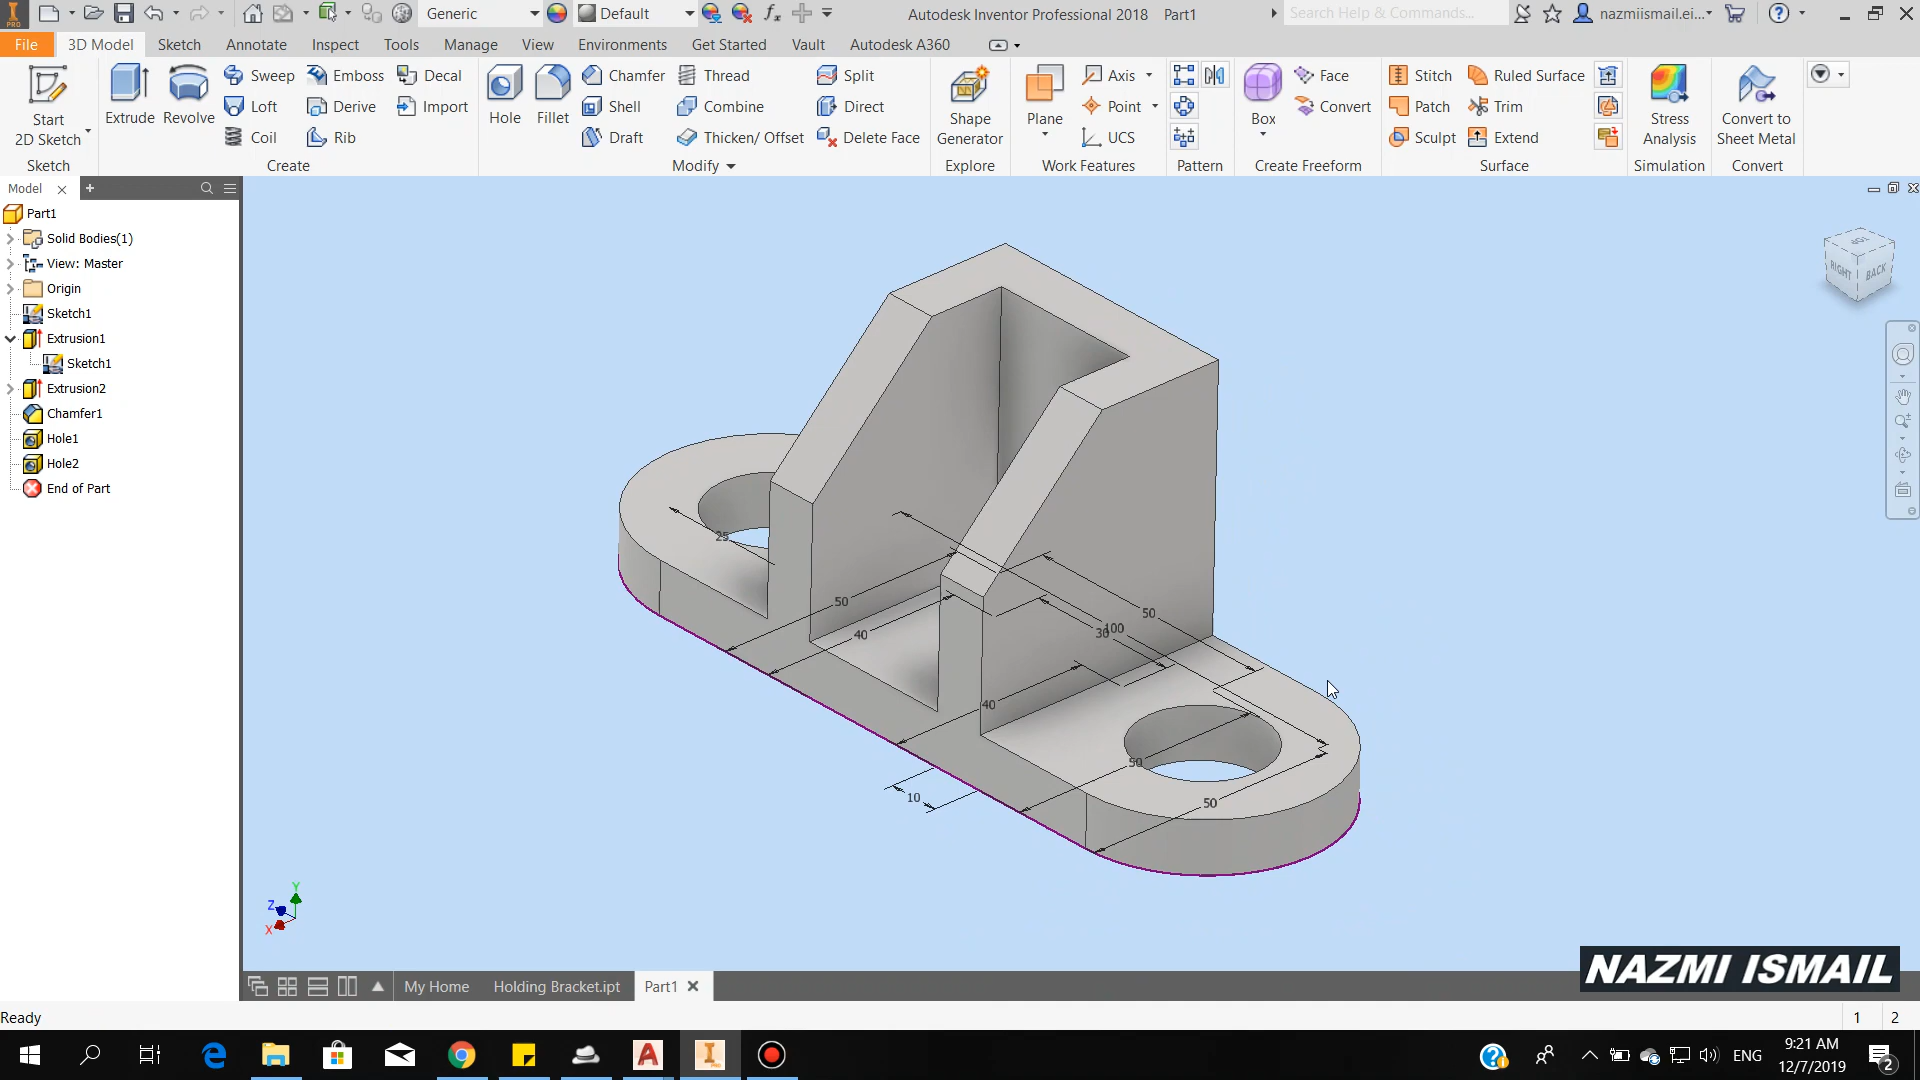 Generic
Default
Autodesk Inventor Professional 2018 Part1
Search Help & Commands...
nazmiismail.ei...
PRO
File 3D Model Sketch Annotate Inspect Tools Manage View Environments Get Started Vault Autodesk A360
Start
2D Sketch
Sketch
Extrude Revolve
Sweep Emboss Decal
Loft Derive Import
Coil Rib
Create
Hole Fillet
Chamfer Thread Split
Shell Combine Direct
Draft Thicken/ Offset Delete Face
Modify
Shape
Generator
Explore
Plane
Axis
Point
UCS
Work Features
Pattern
Box
Face
Convert
Create Freeform
Stitch Ruled Surface
Patch Trim
Sculpt Extend
Surface
Stress
Analysis
Simulation
Convert to
Sheet Metal
Convert
Model
Part1
Solid Bodies(1)
View: Master
Origin
Sketch1
Extrusion1
Sketch1
Extrusion2
Chamfer1
Hole1
Hole2
End of Part
TOP
RIGHT BACK
25
50
40
50
30
100
40
50
10
50
Y
Z
X
NAZMI ISMAIL
My Home Holding Bracket.ipt Part1
Ready
1 2
ENG
9:21 AM
12/7/2019
2